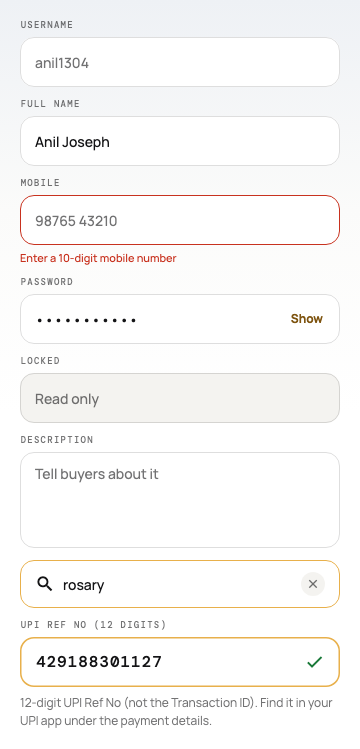 USERNAME
anil1304
FULL NAME
Anil Joseph
MOBILE
98765 43210
Enter a 10-digit mobile number
PASSWORD
•••••••••••
Show
LOCKED
Read only
DESCRIPTION
Tell buyers about it
rosary
UPI REF NO (12 DIGITS)
429188301127
12-digit UPI Ref No (not the Transaction ID). Find it in your
UPI app under the payment details.